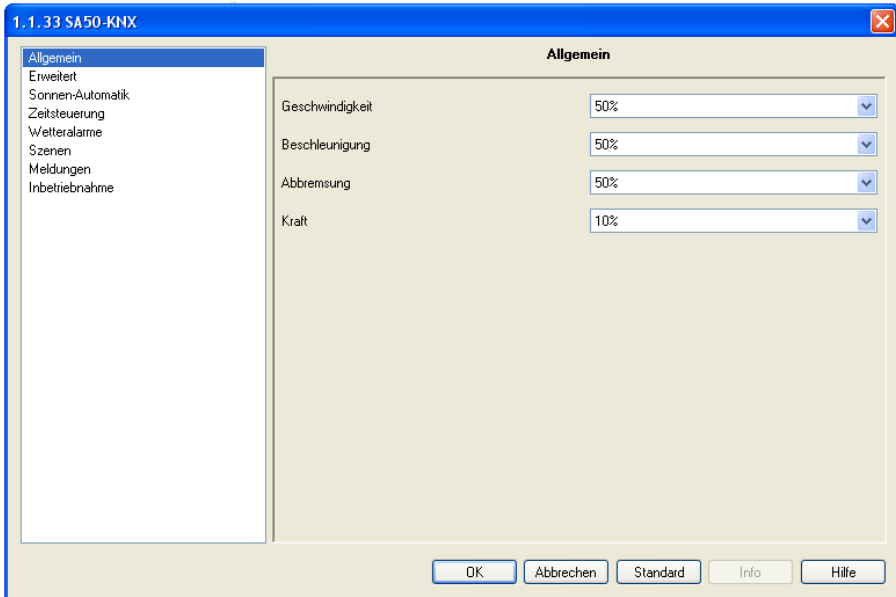 1.1.33 SA50-KNX
Allgemein
Erweitert
Sonnen-Automatik
Zeitsteuerung
Wetteralarme
Szenen
Meldungen
Inbetriebnahme
Allgemein
Geschwindigkeit 50%
Beschleunigung 50%
Abbremsung 50%
Kraft 10%
OK Abbrechen Standard Info Hilfe